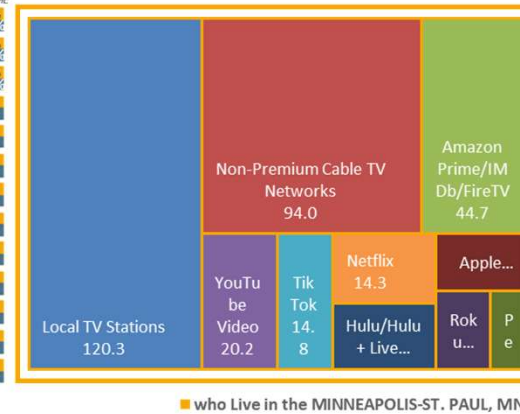 Non-Premium Cable TV
Networks
94.0
Amazon
Prime/IM
Db/FireTV
44.7
Local TV Stations
120.3
YouTu
be
Video
20.2
Tik
Tok
14.
8
Netflix
14.3
Hulu/Hulu
+ Live...
Apple...
Rok
u...
P
e
who Live in the MINNEAPOLIS-ST. PAUL, MN